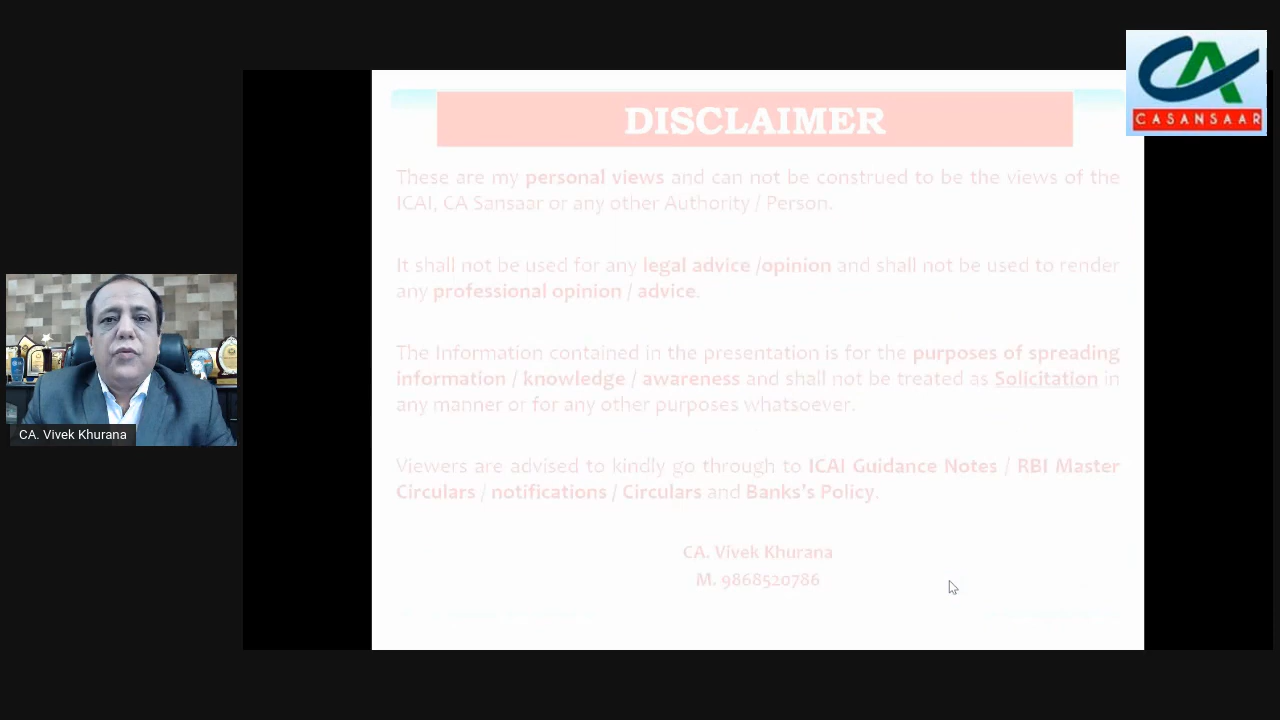 CASANSAAR
DISCLAIMER
These are my personal views and can not be construed to be the views of the
ICAI, CA Sansaar or any other Authority / Person.
It shall not be used for any legal advice /opinion and shall not be used to render
any professional opinion / advice.
The Information contained in the presentation is for the purposes of spreading
information / knowledge / awareness and shall not be treated as Solicitation in
any manner or for any other purposes whatsoever.
Viewers are advised to kindly go through to ICAI Guidance Notes / RBI Master
Circulars / notifications / Circulars and Banks's Policy.
CA. Vivek Khurana
M. 9868520786
CA. Vivek Khurana